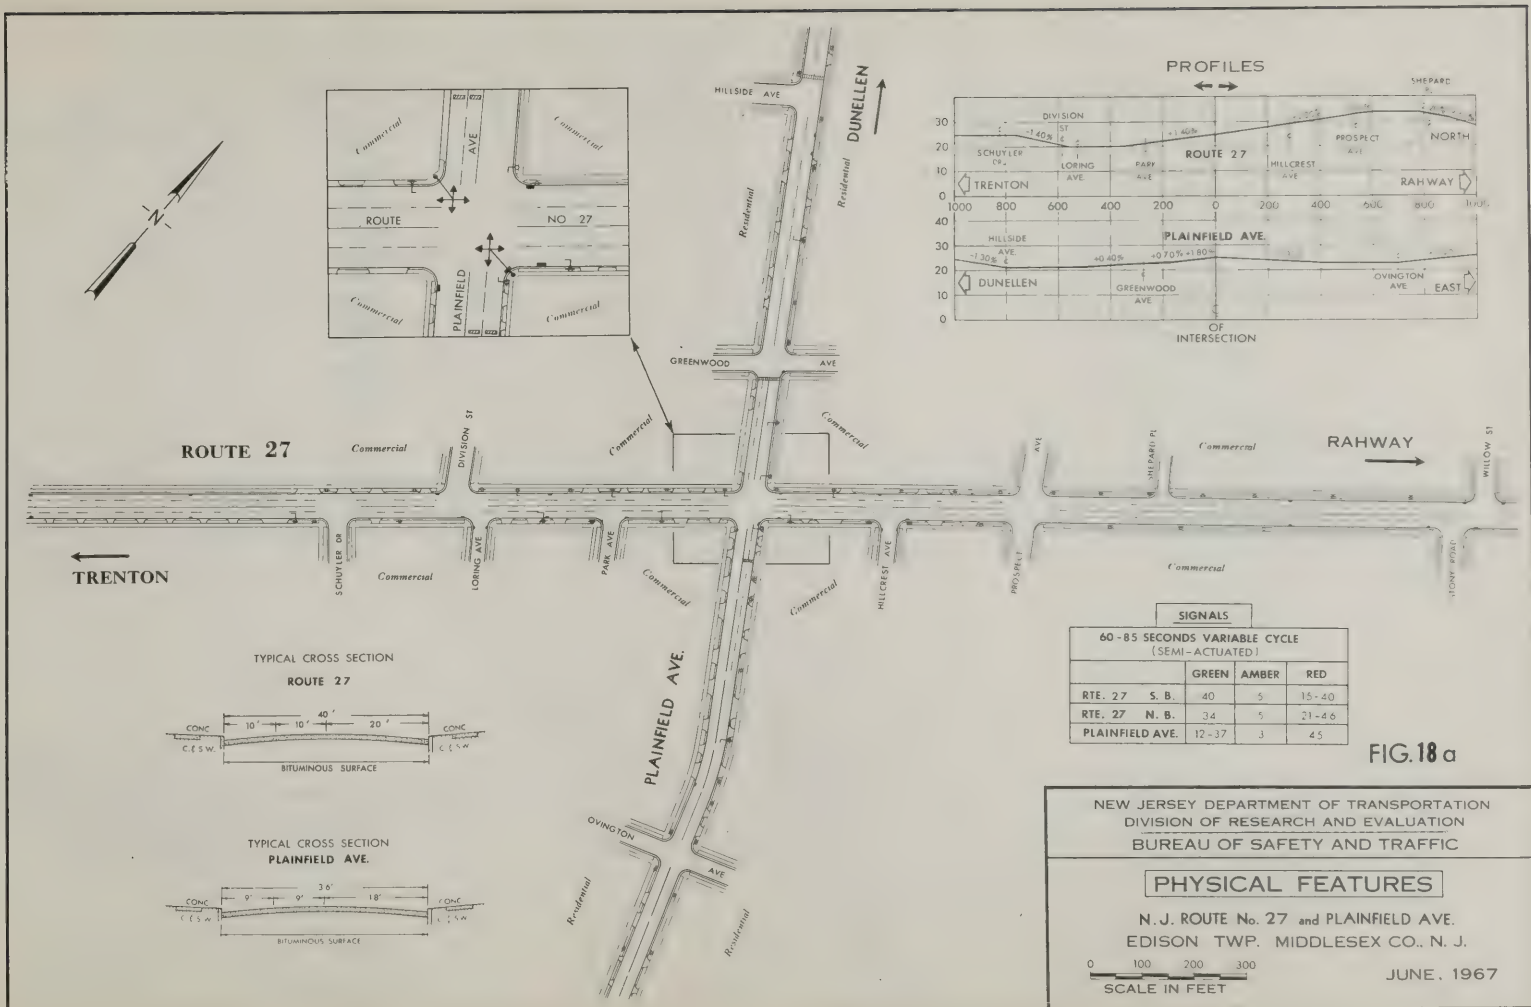 HILLSIDE AVE
DUNELLEN
Residential
Residential
Commercial
Commercial
AVE
ROUTE
NO 27
PLAINFIELD
Commercial
Commercial
N
PROFILES
SHEPARD
DIVISION
ST
-1.40%
+1.40%
SCHUYLER
LORING
AVE
PARK
AVE
ROUTE 27
HILLCREST
AVE
PROSPECT
AVE
NORTH
TRENTON
RAHWAY
30
20
10
0
1000 800 600 400 200 0 200 400 600 800
40
30
20
10
0
HILLSIDE
AVE.
PLAINFIELD AVE.
-1.30%
+0.40%
+0.70%
+1.80
DUNELLEN
GREENWOOD
AVE
OVINGTON
AVE
EAST
OF
INTERSECTION
GREENWOOD
AVE
ROUTE 27
Commercial
DIVISION ST
Commercial
Commercial
AVE
SHEPARD PL
Commercial
RAHWAY
WILLOW ST
TRENTON
SCHUYLER DR
Commercial
LORING AVE
PARK AVE
Commercial
Commercial
HILLCREST AVE
PROSPECT
Commercial
ROAD
TYPICAL CROSS SECTION
ROUTE 27
40'
10' 10' 20'
CONC
C.& S.W.
CONC
C & S W
BITUMINOUS SURFACE
TYPICAL CROSS SECTION
PLAINFIELD AVE.
36'
9' 9' 18'
CONC
C & S W
CONC
C & S W
BITUMINOUS SURFACE
PLAINFIELD AVE.
OVINGTON
AVE
Residential
Residential
SIGNALS
60-85 SECONDS VARIABLE CYCLE
(SEMI-ACTUATED)
GREEN AMBER RED
RTE. 27 S. B. 40 5 15-40
RTE. 27 N. B. 34 5 21-46
PLAINFIELD AVE. 12-37 3 45
FIG.18 a
NEW JERSEY DEPARTMENT OF TRANSPORTATION
DIVISION OF RESEARCH AND EVALUATION
BUREAU OF SAFETY AND TRAFFIC
PHYSICAL FEATURES
N.J. ROUTE No. 27 and PLAINFIELD AVE.
EDISON TWP. MIDDLESEX CO., N. J.
0 100 200 300
SCALE IN FEET
JUNE, 1967